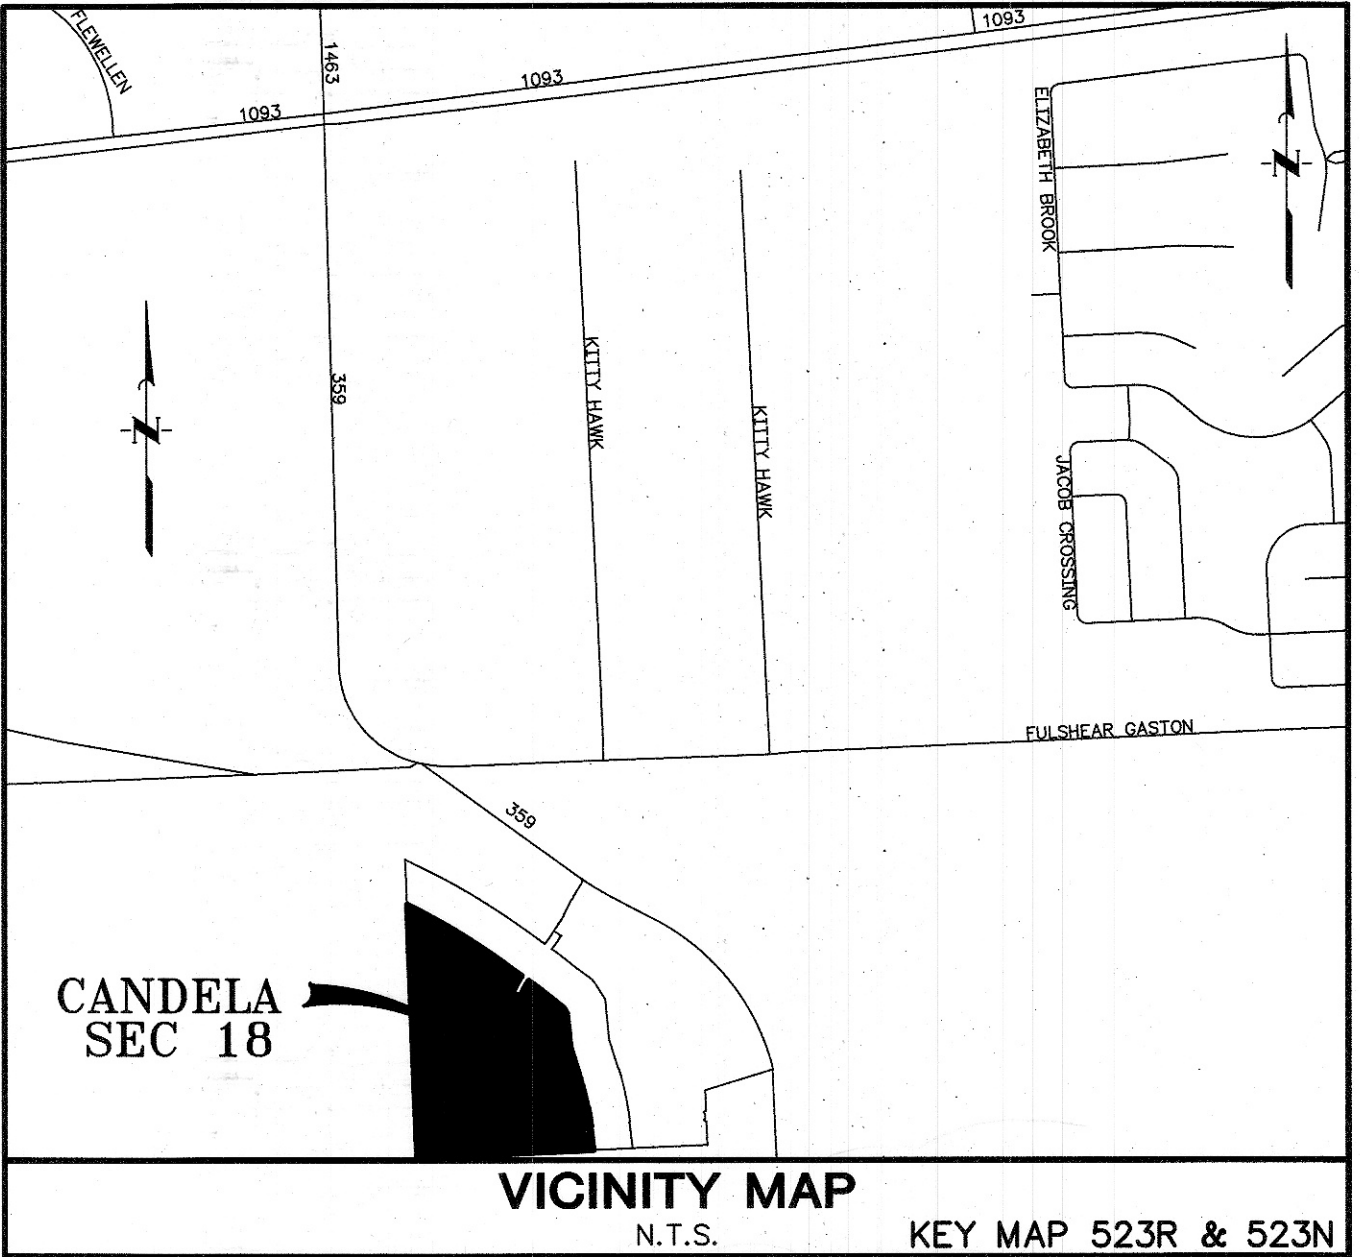 FLEWELLEN
1463
1093
1093
1093
ELIZABETH BROOK
N
N
359
KITTY HAWK
KITTY HAWK
JACOB CROSSING
FULSHEAR GASTON
359
CANDELA
SEC 18
VICINITY MAP
N.T.S.
KEY MAP 523R & 523N